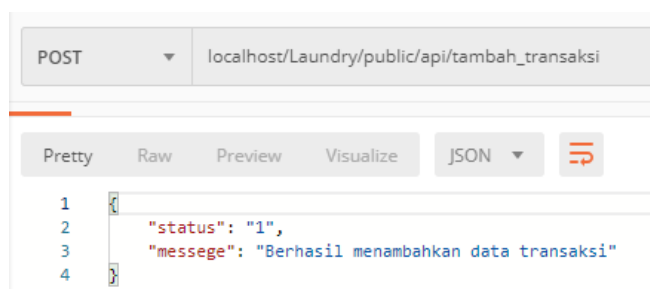 POST localhost/Laundry/public/api/tambah_transaksi
Pretty Raw Preview Visualize JSON
1 {
2 "status": "1",
3 "messege": "Berhasil menambahkan data transaksi"
4 }